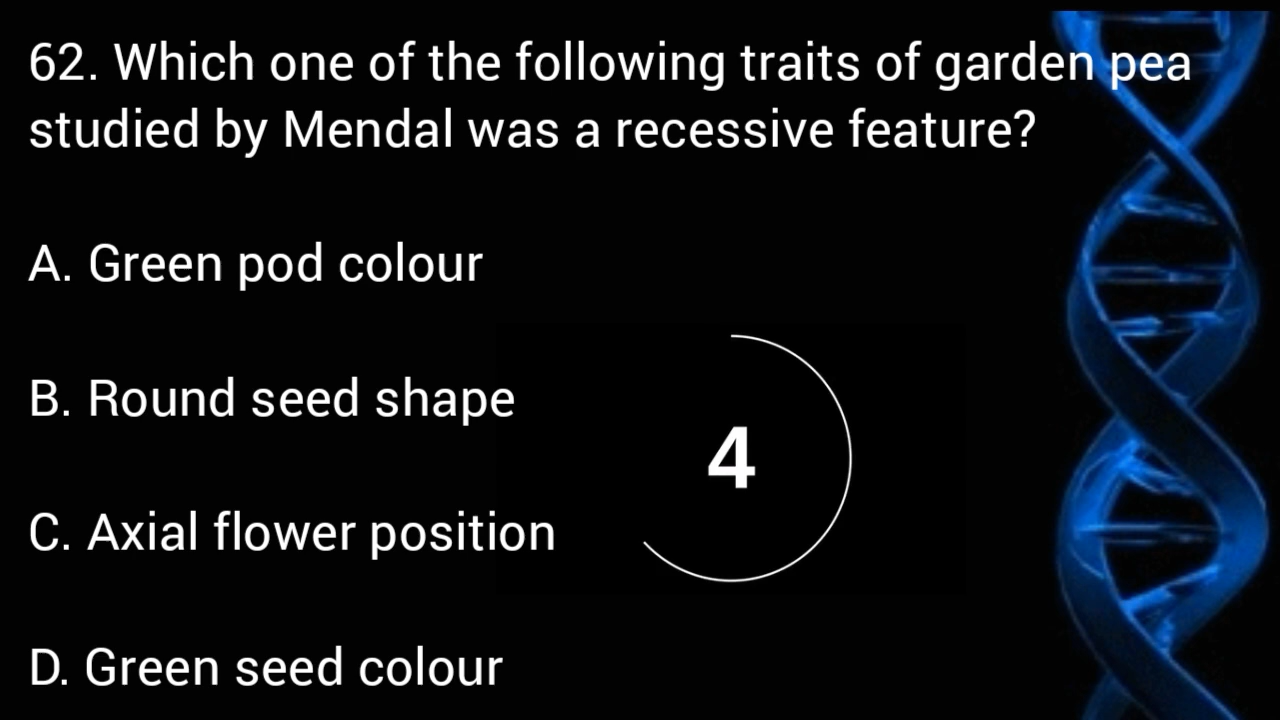 62. Which one of the following traits of garden pea
studied by Mendal was a recessive feature?
A. Green pod colour
B. Round seed shape
4
C. Axial flower position
D. Green seed colour